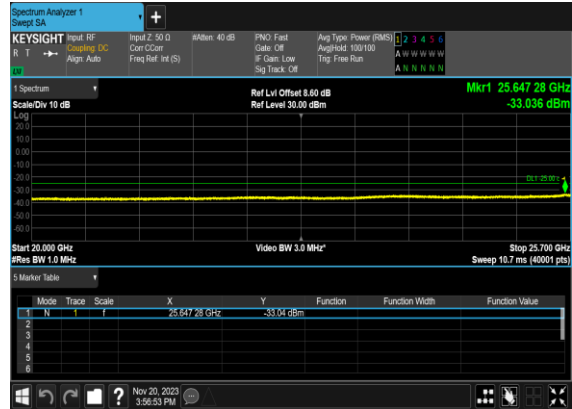 Spectrum Analyzer 1
Swept SA
+
KEYSIGHT Input: RF Input Z: 50 Ω #Atten: 40 dB PNO: Fast Avg Type: Power (RMS) 1 2 3 4 5 6
R T Coupling: DC Corr CCorr Gate: Off Avg|Hold: 100/100 A W W W W W
Align: Auto Freq Ref: Int (S) IF Gain: Low Trig: Free Run
Sig Track: Off A N N N N N
1 Spectrum Ref Lvl Offset 8.60 dB Mkr1 25.647 28 GHz
Scale/Div 10 dB Ref Level 30.00 dBm -33.036 dBm
Log
20.0
10.0
0.00
-10.0
-20.0
DL1 -25.00
-30.0
-40.0
-50.0
-60.0
Start 20.000 GHz Video BW 3.0 MHz* Stop 25.700 GHz
#Res BW 1.0 MHz Sweep 10.7 ms (40001 pts)
5 Marker Table
Mode Trace Scale X Y Function Function Width Function Value
1 N 1 f 25.647 28 GHz -33.04 dBm
2
3
4
5
6
? Nov 20, 2023
3:56:53 PM